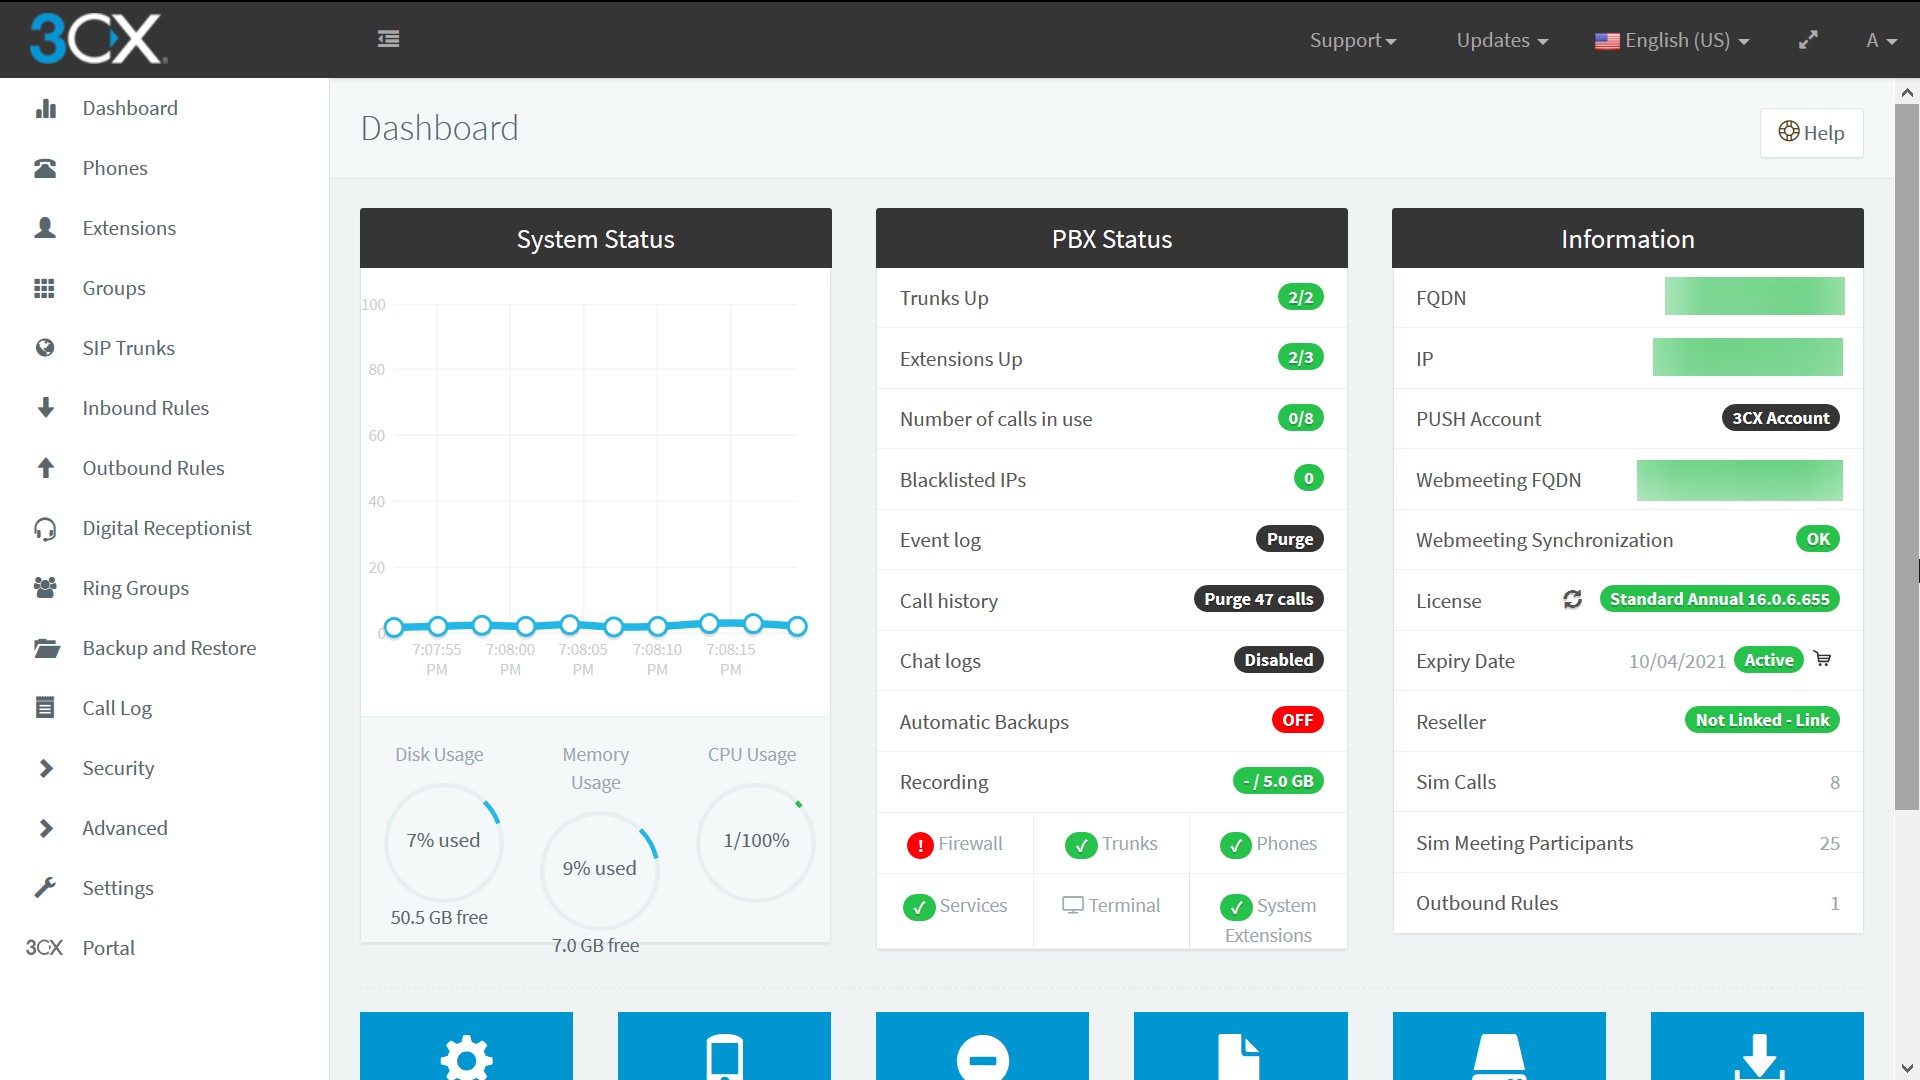 3CX
Support
Updates
English (US)
A
Dashboard
Phones
Extensions
Groups
SIP Trunks
Inbound Rules
Outbound Rules
Digital Receptionist
Ring Groups
Backup and Restore
Call Log
Security
Advanced
Settings
3CX Portal
Dashboard
Help
System Status
100
80
60
40
20
0
7:07:55 PM
7:08:00 PM
7:08:05 PM
7:08:10 PM
7:08:15 PM
Disk Usage
7% used
50.5 GB free
Memory
Usage
9% used
7.0 GB free
CPU Usage
1/100%
PBX Status
Trunks Up 2/2
Extensions Up 2/3
Number of calls in use 0/8
Blacklisted IPs 0
Event log Purge
Call history Purge 47 calls
Chat logs Disabled
Automatic Backups OFF
Recording - / 5.0 GB
! Firewall
Trunks
Phones
Services
Terminal
System
Extensions
Information
FQDN
IP
PUSH Account 3CX Account
Webmeeting FQDN
Webmeeting Synchronization OK
License Standard Annual 16.0.6.655
Expiry Date 10/04/2021 Active
Reseller Not Linked - Link
Sim Calls 8
Sim Meeting Participants 25
Outbound Rules 1